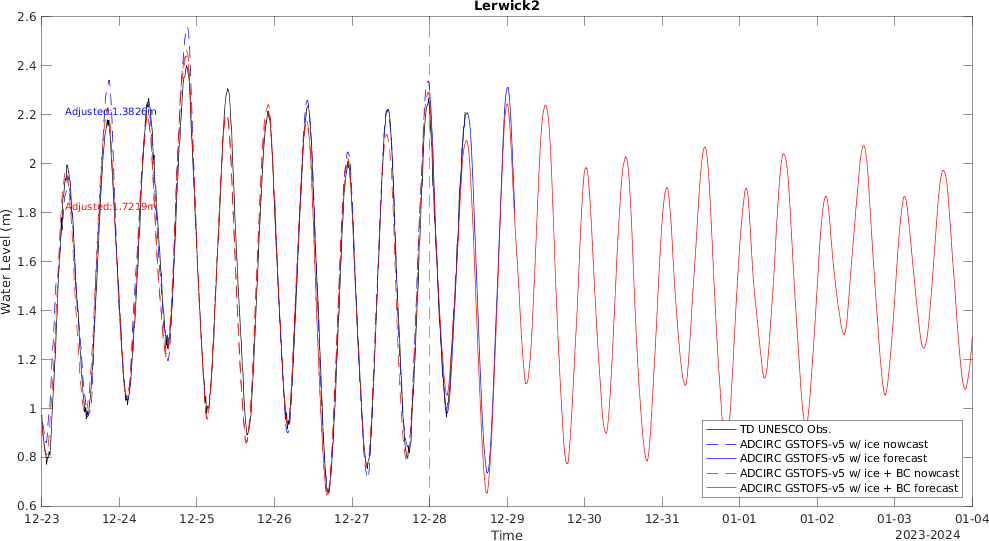 Lerwick2
2.6
2.4
2.2
2
1.8
1.6
1.4
1.2
1
0.8
0.6
Water Level (m)
Adjusted:1.3826m
Adjusted:1.7219m
TD UNESCO Obs.
ADCIRC GSTOFS-v5 w/ ice nowcast
ADCIRC GSTOFS-v5 w/ ice forecast
ADCIRC GSTOFS-v5 w/ ice + BC nowcast
ADCIRC GSTOFS-v5 w/ ice + BC forecast
12-23 12-24 12-25 12-26 12-27 12-28 12-29 12-30 12-31 01-01 01-02 01-03 01-04
Time
2023-2024